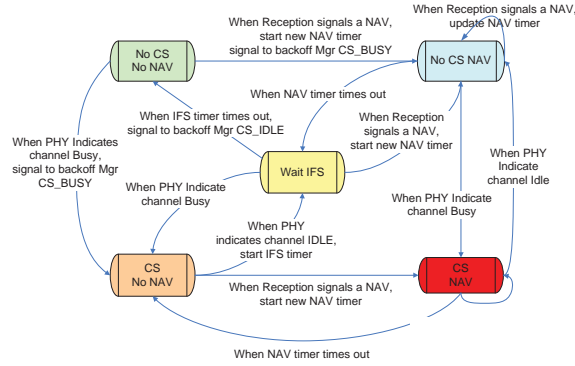 When Reception signals a NAV,
update NAV timer
When Reception signals a NAV,
start new NAV timer
signal to backoff Mgr CS_BUSY
No CS
No NAV
No CS NAV
When NAV timer times out
When IFS timer times out,
signal to backoff Mgr CS_IDLE
When Reception
signals a NAV,
start new NAV timer
When PHY Indicates
channel Busy,
signal to backoff Mgr
CS_BUSY
Wait IFS
When PHY
Indicate
channel Idle
When PHY Indicate
channel Busy
When PHY Indicate
channel Busy
When PHY
indicates channel IDLE,
start IFS timer
CS
No NAV
CS
NAV
When Reception signals a NAV,
start new NAV timer
When NAV timer times out